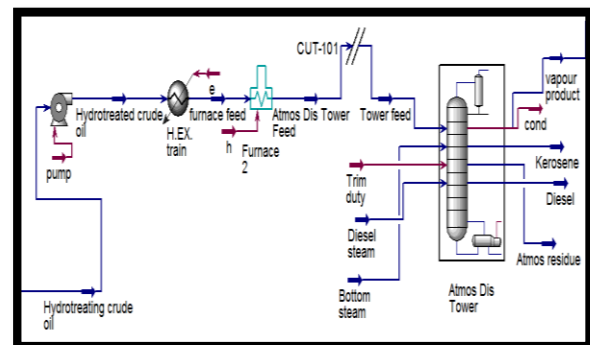 CUT-101
vapour
product
e
Hydrotreated crude
oil
furnace feed
Atmos Dis Tower
Feed
Tower feed
cond
H.EX.
train
h
Furnace
2
Kerosene
pump
Trim
duty
Diesel
Diesel
steam
Atmos residue
Hydrotreating crude
oil
Bottom
steam
Atmos Dis
Tower